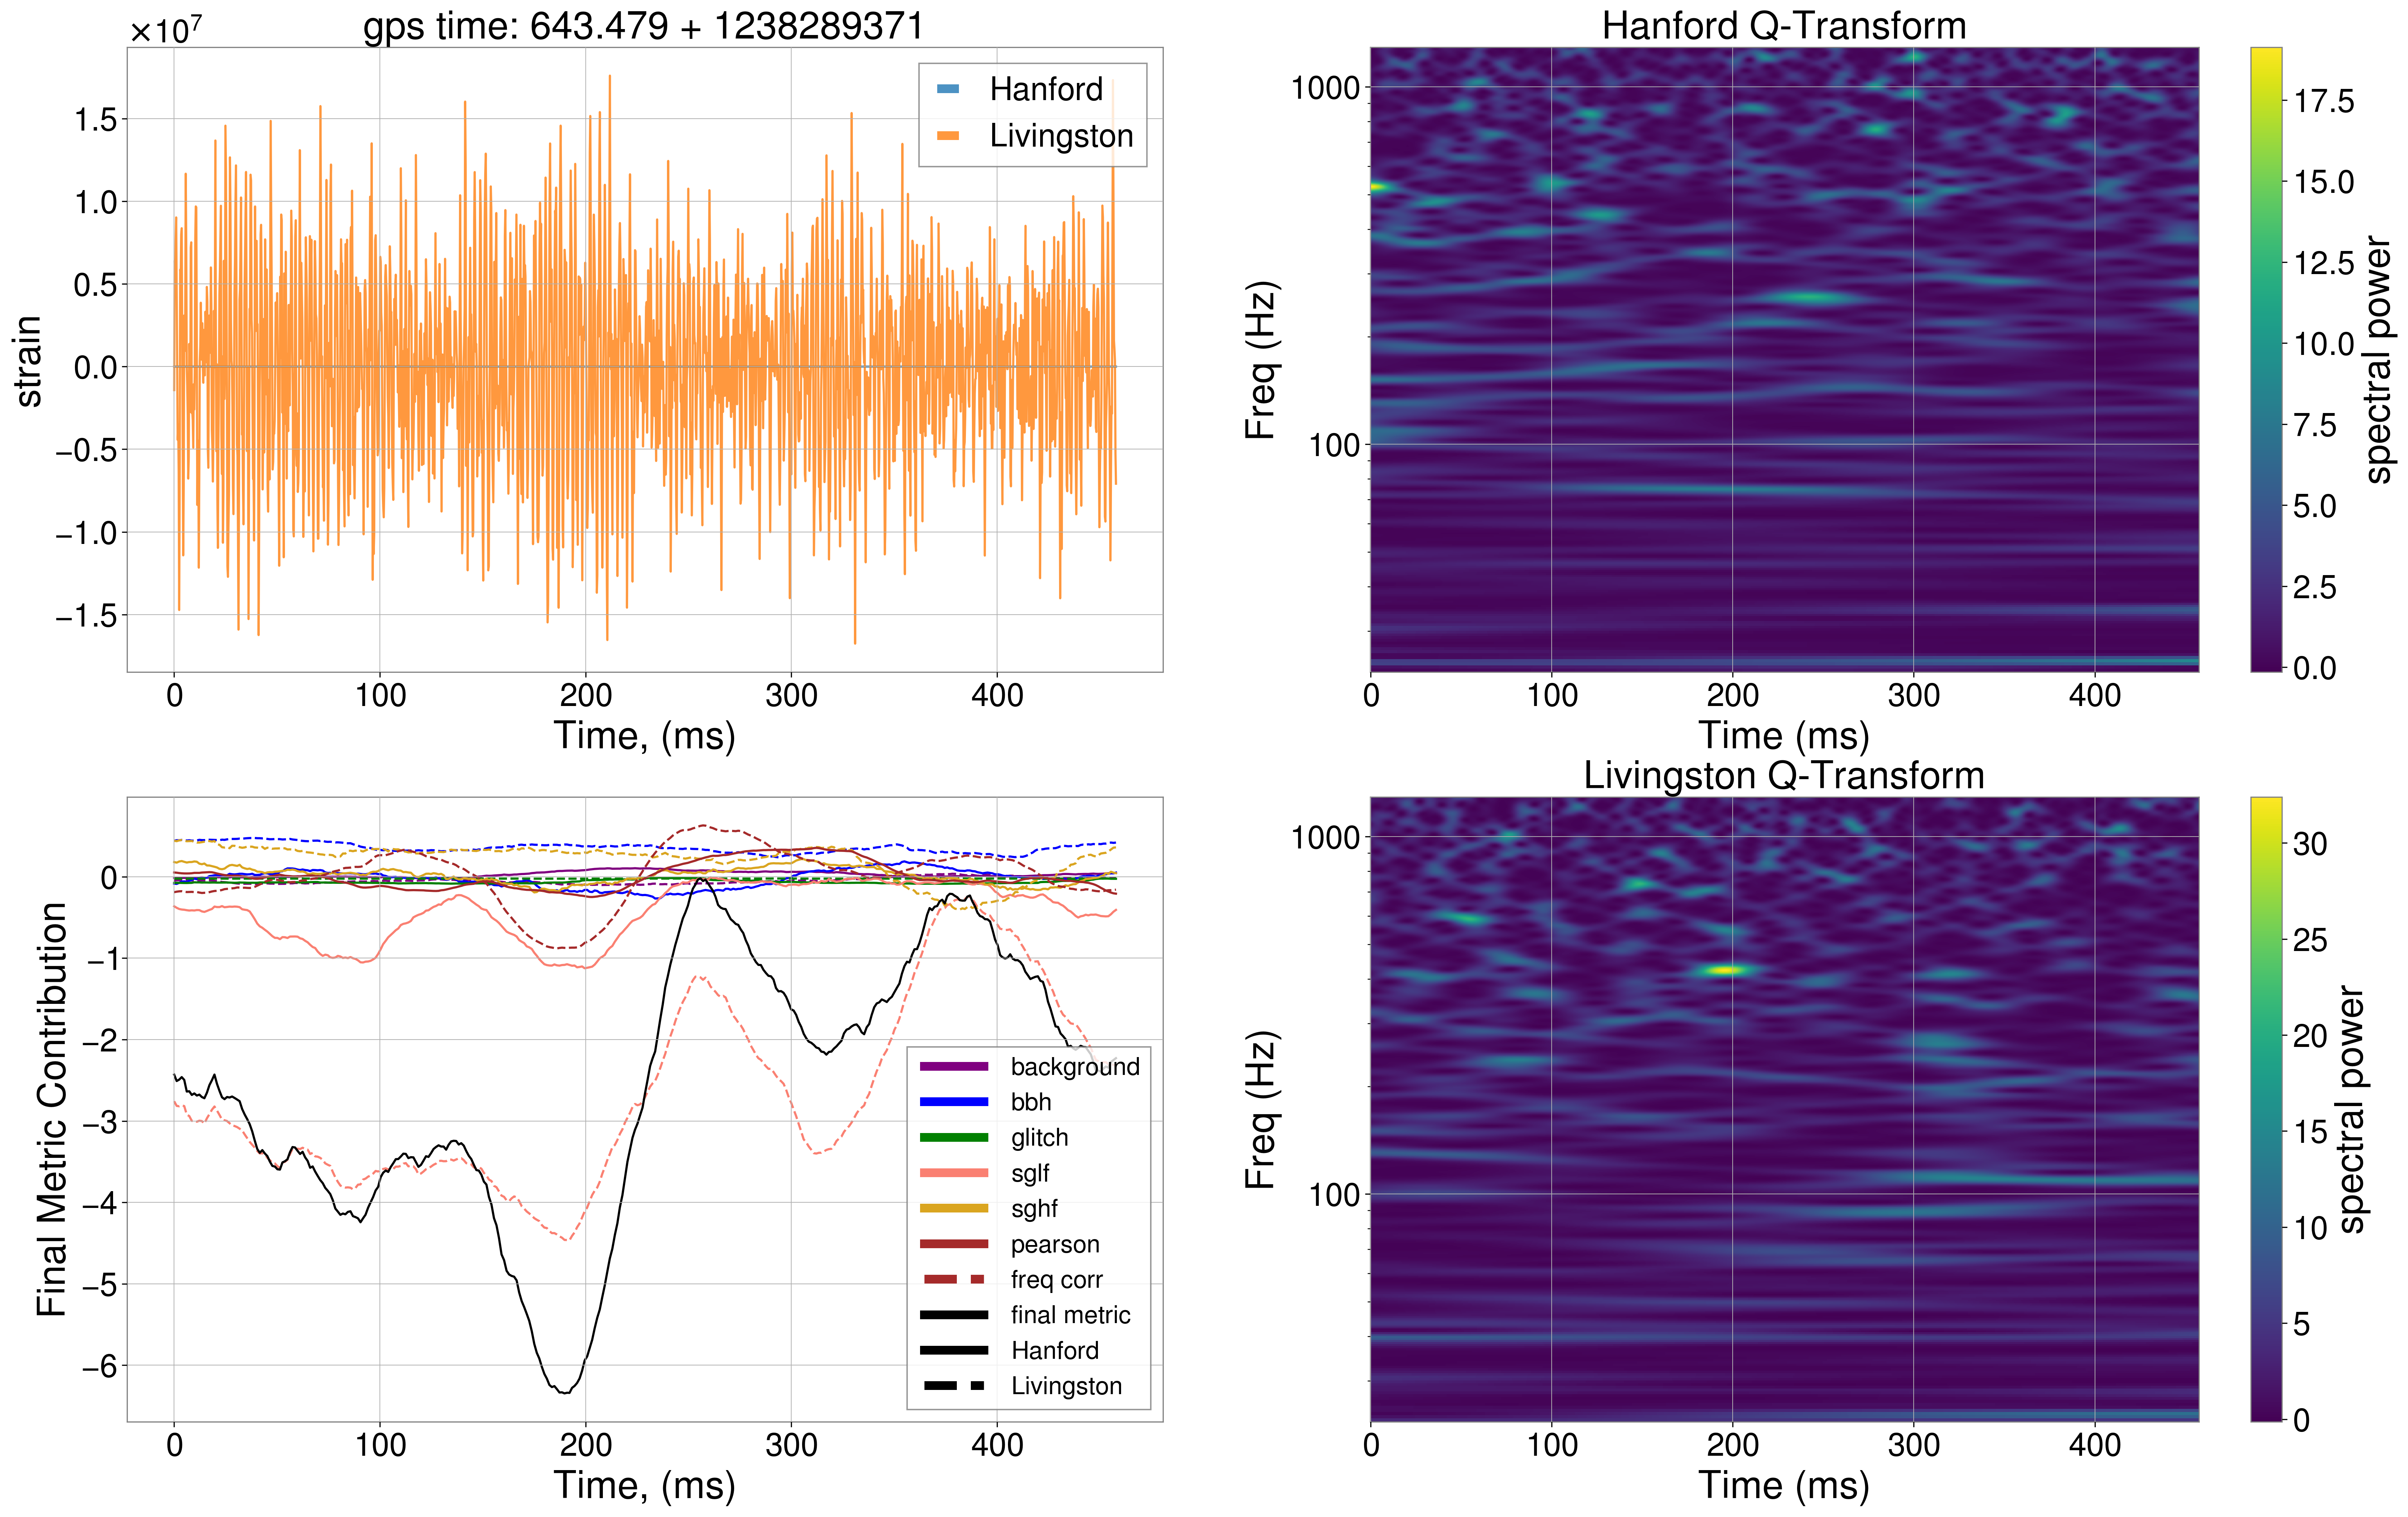 ×10⁷
gps time: 643.479 + 1238289371
Hanford
Livingston
strain
1.5
1.0
0.5
0.0
−0.5
−1.0
−1.5
0 100 200 300 400
Time, (ms)
Hanford Q-Transform
Freq (Hz)
1000
100
0 100 200 300 400
Time (ms)
17.5
15.0
12.5
10.0
7.5
5.0
2.5
0.0
spectral power
Final Metric Contribution
0
−1
−2
−3
−4
−5
−6
background
bbh
glitch
sglf
sghf
pearson
freq corr
final metric
Hanford
Livingston
0 100 200 300 400
Time, (ms)
Livingston Q-Transform
Freq (Hz)
1000
100
0 100 200 300 400
Time (ms)
30
25
20
15
10
5
0
spectral power